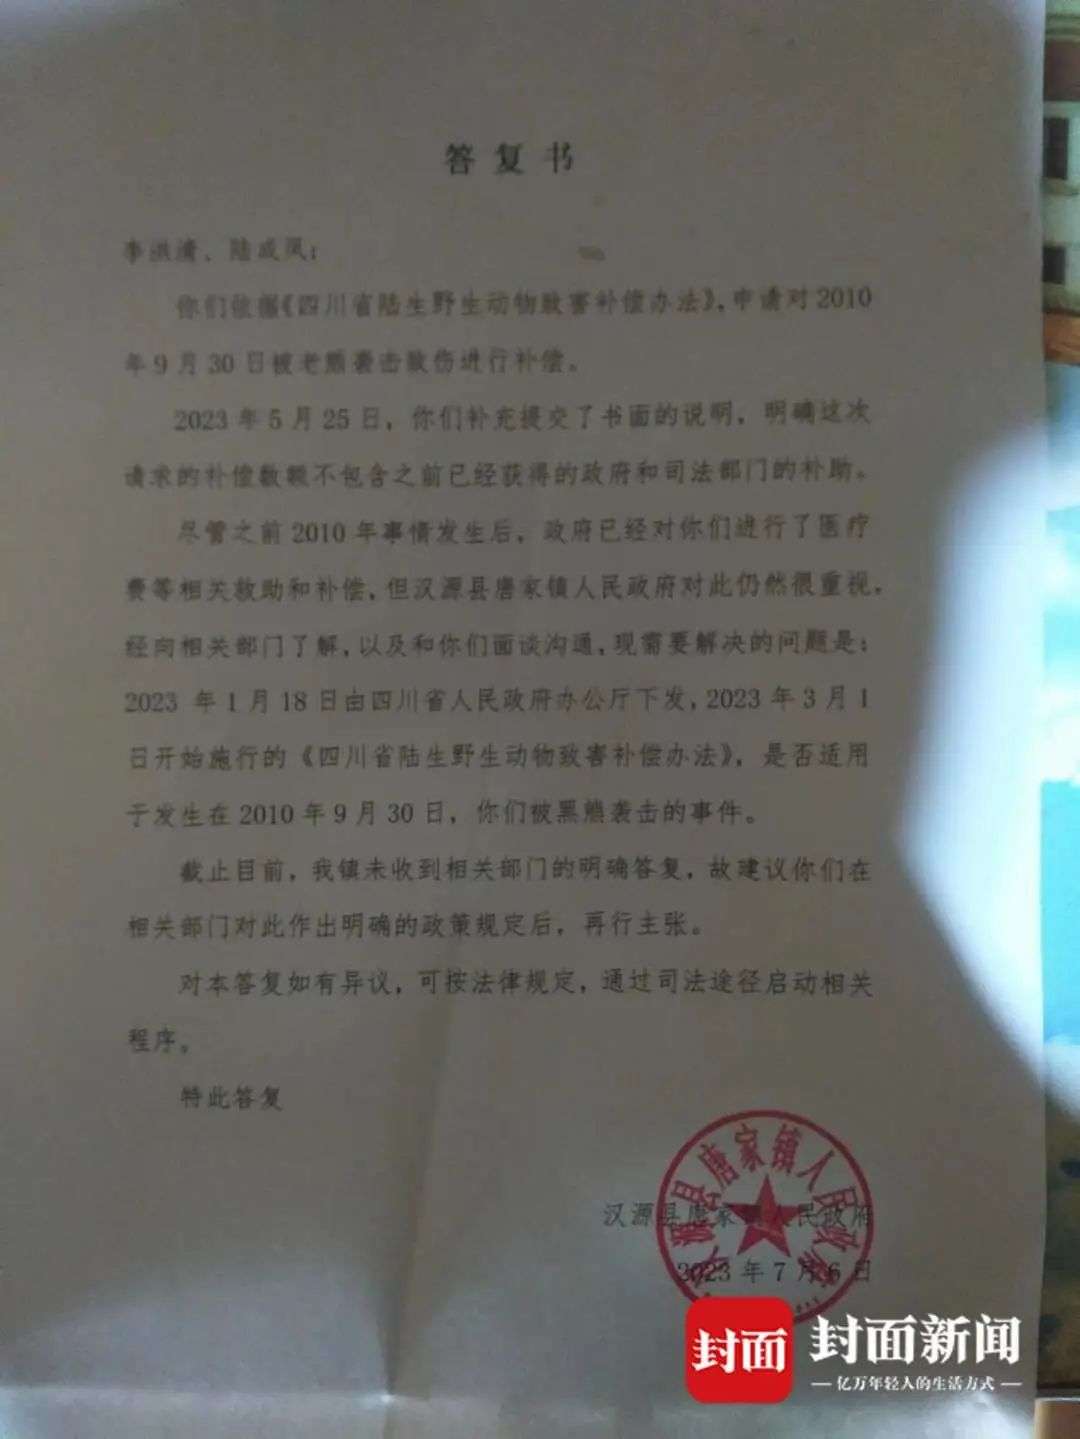 答复书
李洪清、陆成凤：
你们依据《四川省陆生野生动物致害补偿办法》，申请对2010
年9月30日被老熊袭击致伤进行补偿。
2023年5月25日，你们补充提交了书面的说明，明确这次
请求的补偿数额不包含之前已经获得的政府和司法部门的补助。
尽管之前2010年事情发生后，政府已经对你们进行了医疗
费等相关救助和补偿，但汉源县唐家镇人民政府对此仍然很重视，
经向相关部门了解，以及和你们面谈沟通，现需要解决的问题是：
2023年1月18日由四川省人民政府办公厅下发，2023年3月1
日开始施行的《四川省陆生野生动物致害补偿办法》，是否适用
于发生在2010年9月30日，你们被黑熊袭击的事件。
截止目前，我镇未收到相关部门的明确答复，故建议你们在
相关部门对此作出明确的政策规定后，再行主张。
对本答复如有异议，可按法律规定，通过司法途径启动相关
程序。
特此答复
汉源县唐家镇人民政府
汉源县唐家镇人民政府
2023年7月6日
封面
封面新闻
亿万年轻人的生活方式